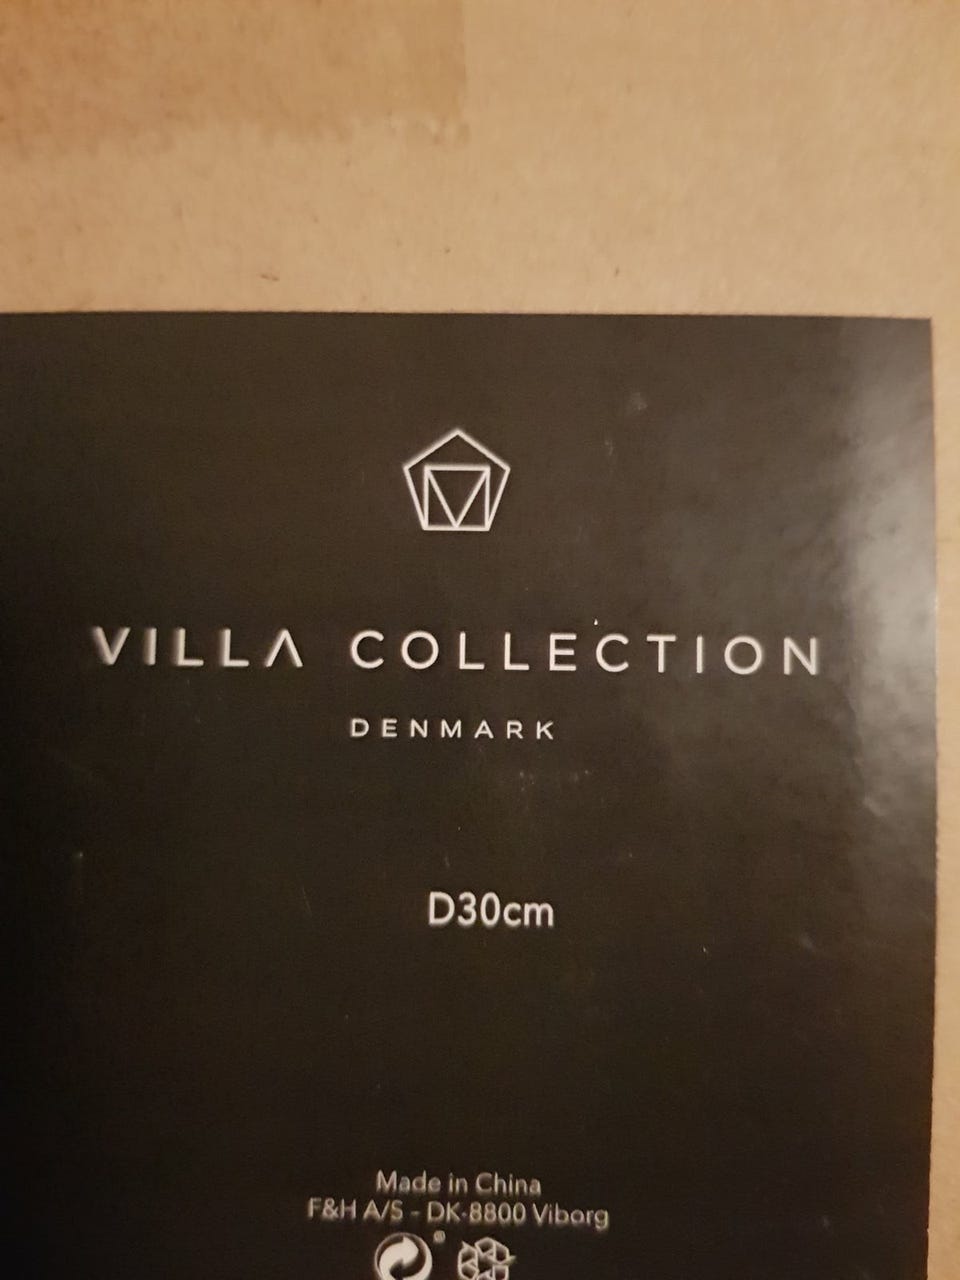 VILLA COLLECTION
DENMARK
D30cm
Made in China
F&H A/S - DK-8800 Viborg